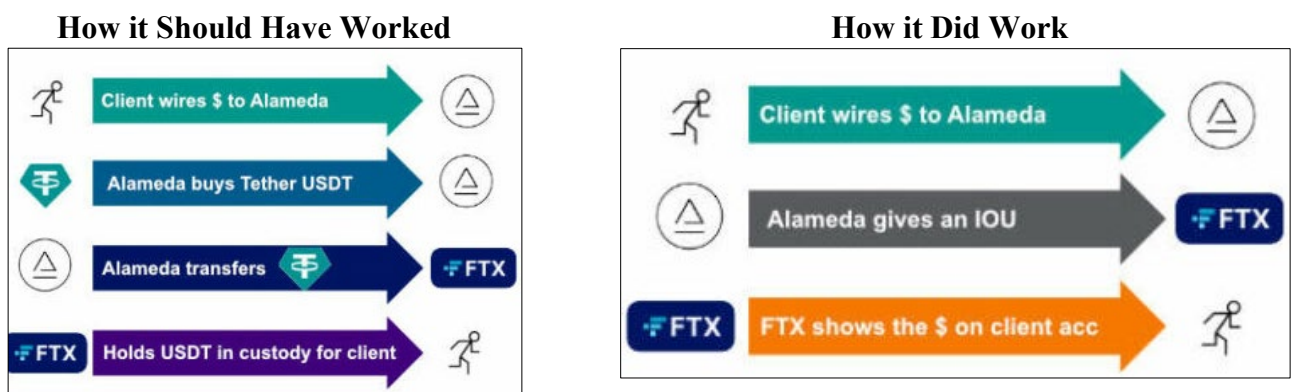 How it Should Have Worked
Client wires $ to Alameda
Alameda buys Tether USDT
Alameda transfers
FTX
FTX
Holds USDT in custody for client
How it Did Work
Client wires $ to Alameda
Alameda gives an IOU
FTX
FTX
FTX shows the $ on client acc